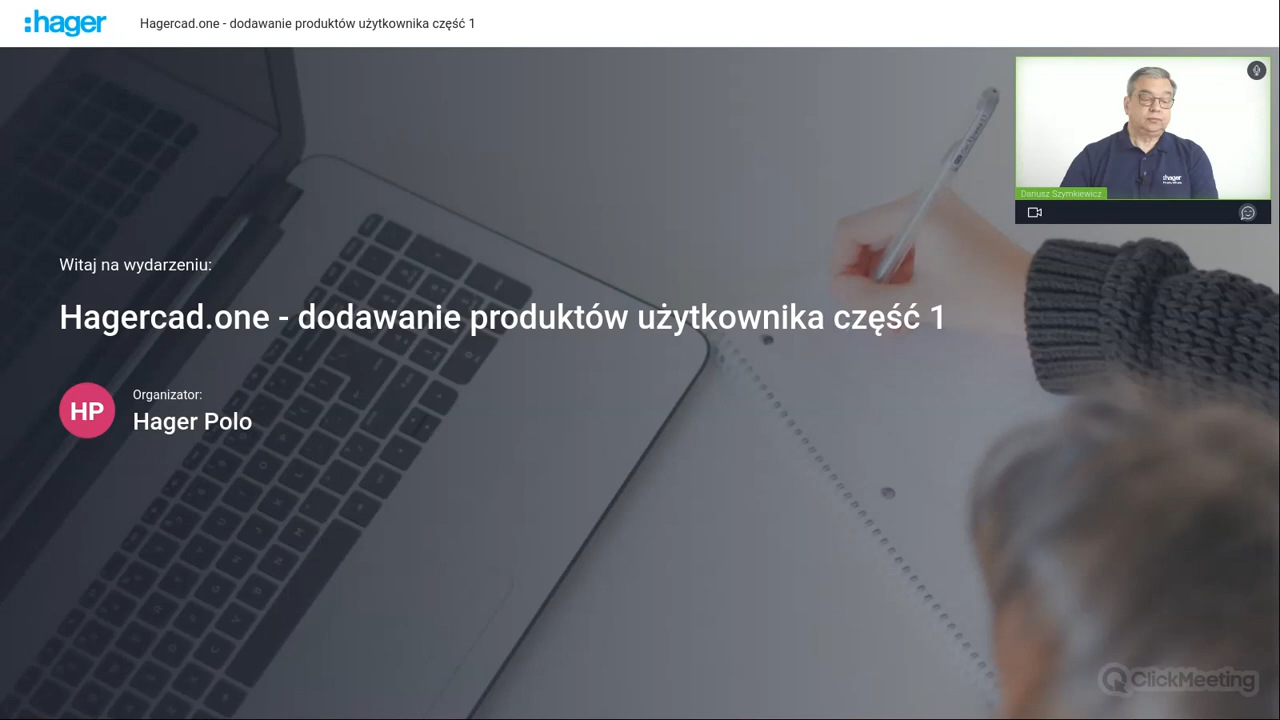 :hager
Hagercad.one - dodawanie produktów użytkownika część 1
Dariusz Szymkiewicz
:hager
Witaj na wydarzeniu:
Hagercad.one - dodawanie produktów użytkownika część 1
HP
Organizator:
Hager Polo
ClickMeeting